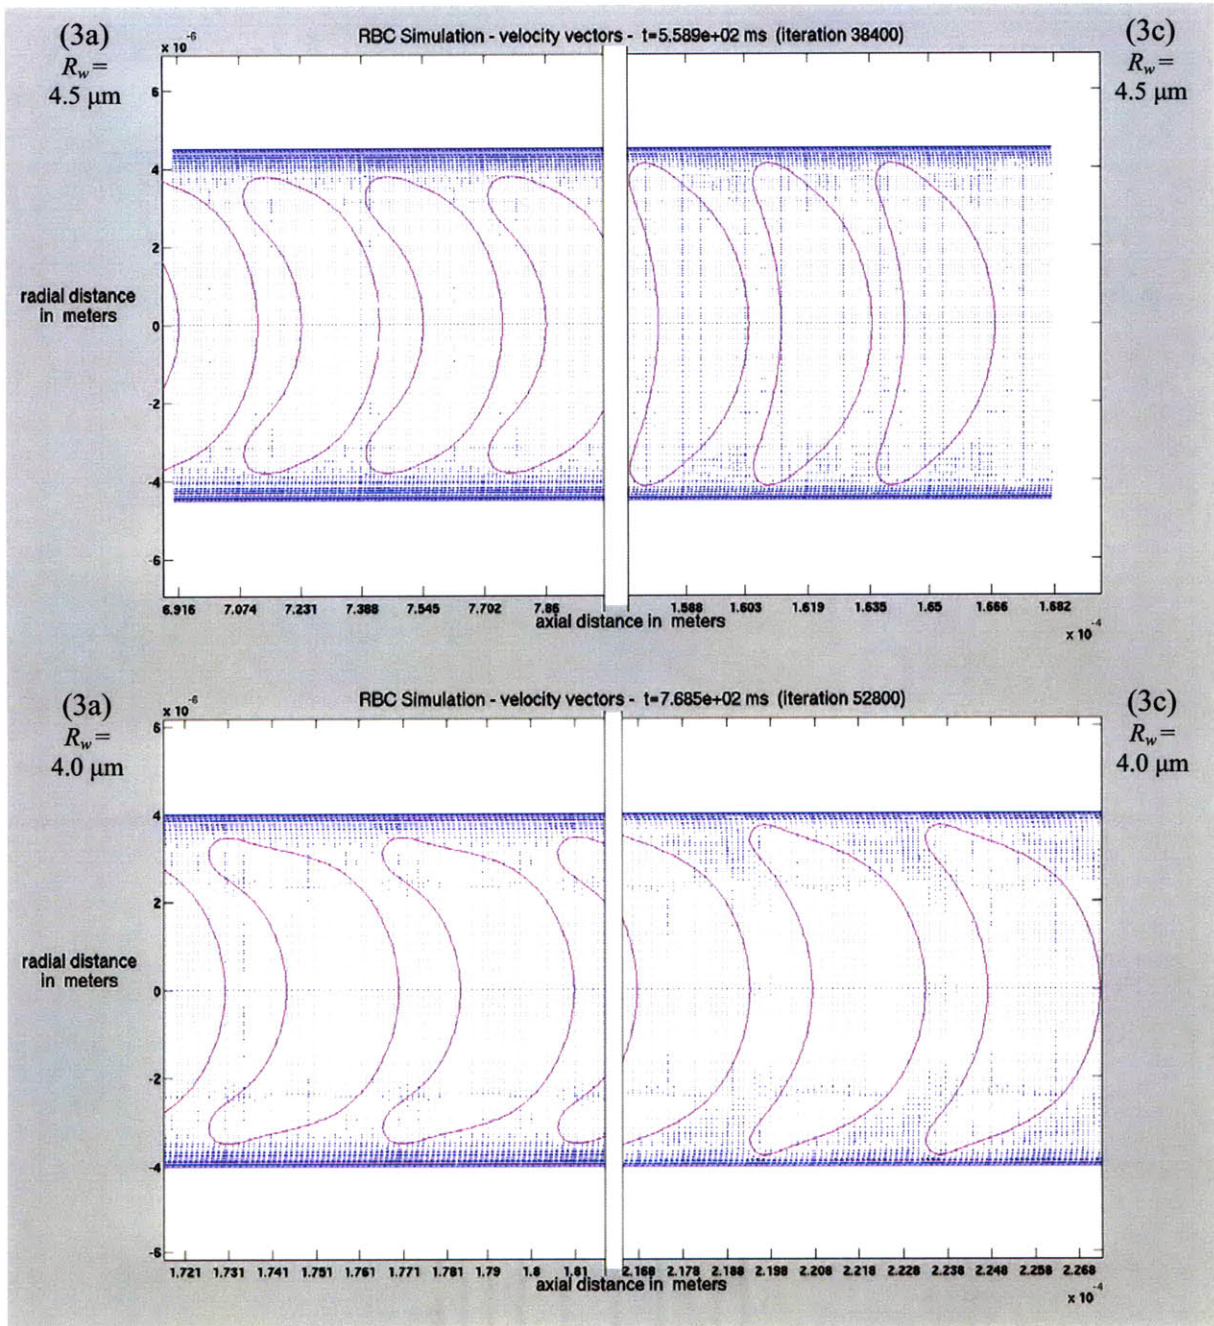 (3a)
R_w =
4.5 μm
x 10^-6
RBC Simulation - velocity vectors - t=5.589e+02 ms (iteration 38400)
(3c)
R_w =
4.5 μm
6
4
2
0
-2
-4
-6
radial distance
in meters
6.916 7.074 7.231 7.388 7.545 7.702 7.86
1.588 1.603 1.619 1.635 1.65 1.666 1.682
axial distance in meters
x 10^-4
(3a)
R_w =
4.0 μm
x 10^-6
RBC Simulation - velocity vectors - t=7.685e+02 ms (iteration 52800)
(3c)
R_w =
4.0 μm
6
4
2
0
-2
-4
-6
radial distance
in meters
1.721 1.731 1.741 1.751 1.761 1.771 1.781 1.79 1.8 1.81
2.168 2.178 2.188 2.198 2.208 2.218 2.228 2.238 2.248 2.258 2.268
axial distance in meters
x 10^-4